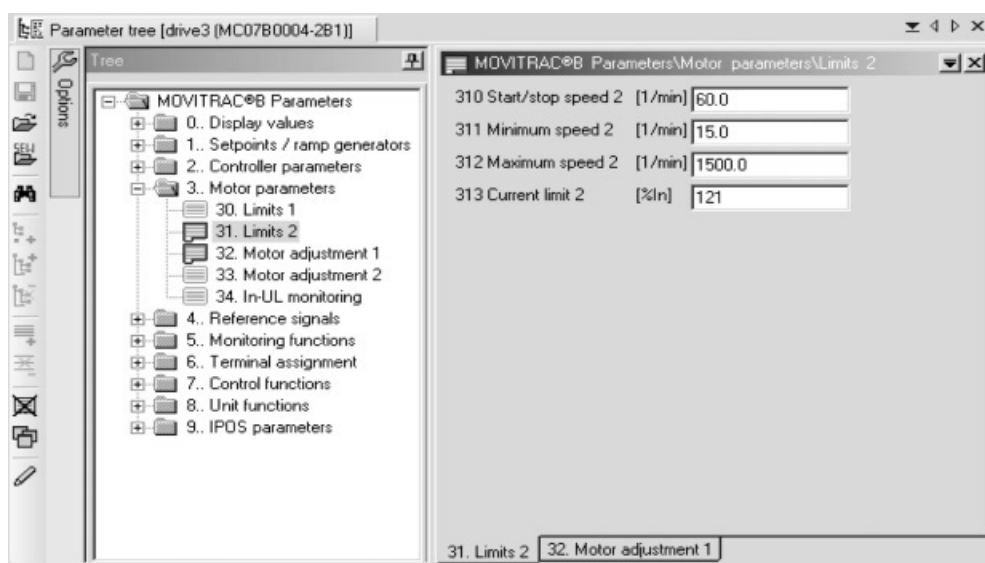 Parameter tree [drive3 (MC07B0004-2B1)]
Options
SEW
Tree
MOVITRAC®B Parameters
0.. Display values
1.. Setpoints / ramp generators
2.. Controller parameters
3.. Motor parameters
30. Limits 1
31. Limits 2
32. Motor adjustment 1
33. Motor adjustment 2
34. In-UL monitoring
4.. Reference signals
5.. Monitoring functions
6.. Terminal assignment
7.. Control functions
8.. Unit functions
9.. IPOS parameters
MOVITRAC®B Parameters\Motor parameters\Limits 2
310 Start/stop speed 2 [1/min] 60.0
311 Minimum speed 2 [1/min] 15.0
312 Maximum speed 2 [1/min] 1500.0
313 Current limit 2 [%In] 121
31. Limits 2 32. Motor adjustment 1